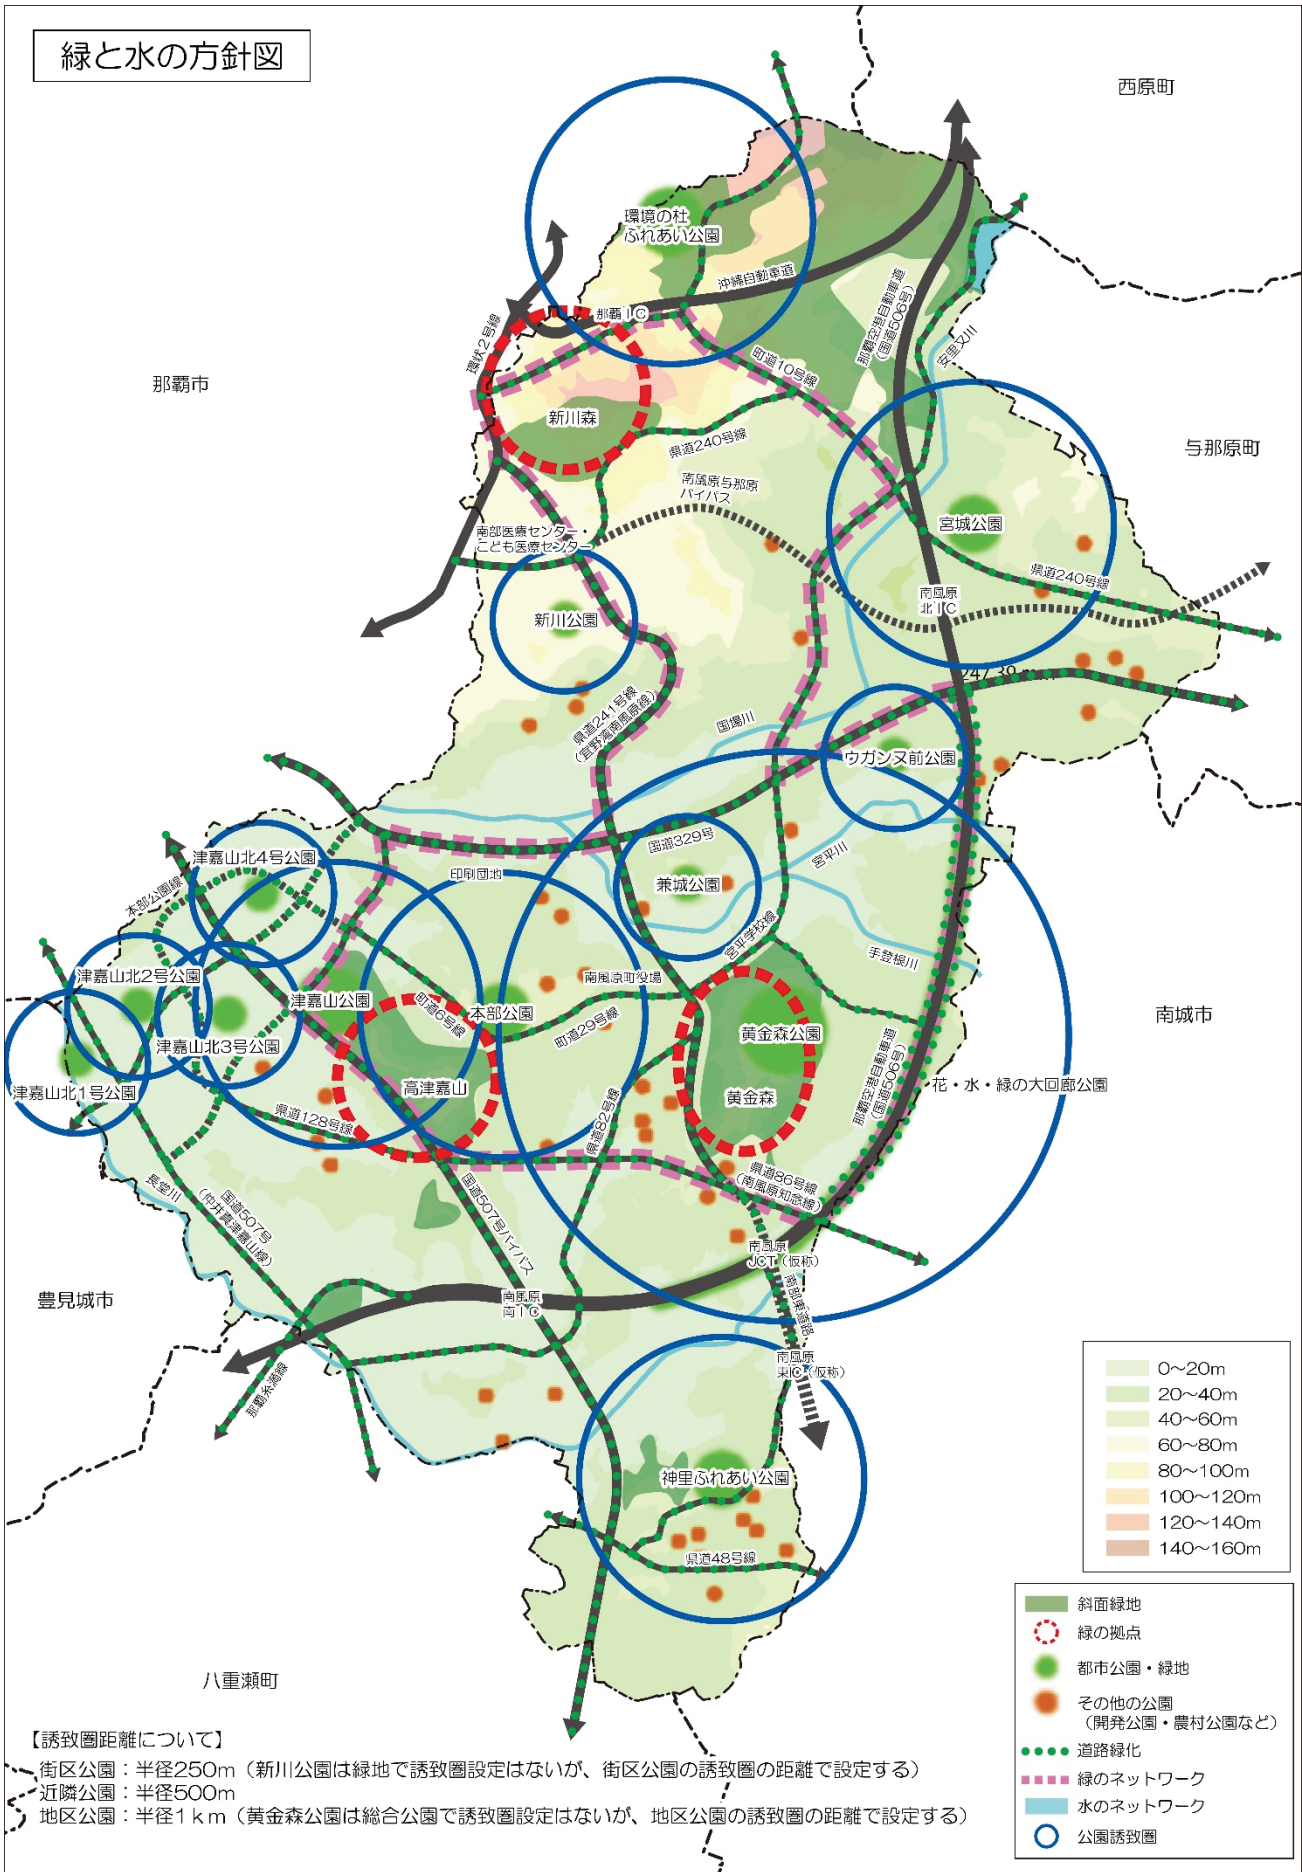 緑と水の方針図
西原町
環境の杜
ふれあい公園
沖縄自動車道
那覇空港自動車道
(国道506号)
那覇IC
環状2号線
安里又川
町道10号線
那覇市
新川森
県道240号線
与那原町
南風原与那原
バイパス
宮城公園
南部医療センター・
こども医療センター
県道240号線
南風原
北IC
新川公園
247.39 m
県道241号線
(宜野湾南風原線)
国場川
ウガンヌ前公園
国道329号
宮平川
津嘉山北4号公園
印刷団地
兼城公園
本部公園線
宮平学校線
手登根川
津嘉山北2号公園
南風原町役場
津嘉山公園
町道6号線
本部公園
町道29号線
南城市
黄金森公園
津嘉山北3号公園
高津嘉山
津嘉山北1号公園
黄金森
花・水・緑の大回廊公園
那覇空港自動車道
(国道506号)
県道128号線
県道82号線
県道86号線
(南風原知念線)
長堂川
国道507号
(仲井真津嘉山線)
国道507号バイパス
南風原
JCT(仮称)
豊見城市
南風原
南IC
南部東道路
南風原
東IC(仮称)
那覇糸満線
神里ふれあい公園
県道48号線
八重瀬町
0〜20m
20〜40m
40〜60m
60〜80m
80〜100m
100〜120m
120〜140m
140〜160m
斜面緑地
緑の拠点
都市公園・緑地
その他の公園
(開発公園・農村公園など)
道路緑化
緑のネットワーク
水のネットワーク
公園誘致圏
【誘致圏距離について】
街区公園：半径250m（新川公園は緑地で誘致圏設定はないが、街区公園の誘致圏の距離で設定する）
近隣公園：半径500m
地区公園：半径1km（黄金森公園は総合公園で誘致圏設定はないが、地区公園の誘致圏の距離で設定する）